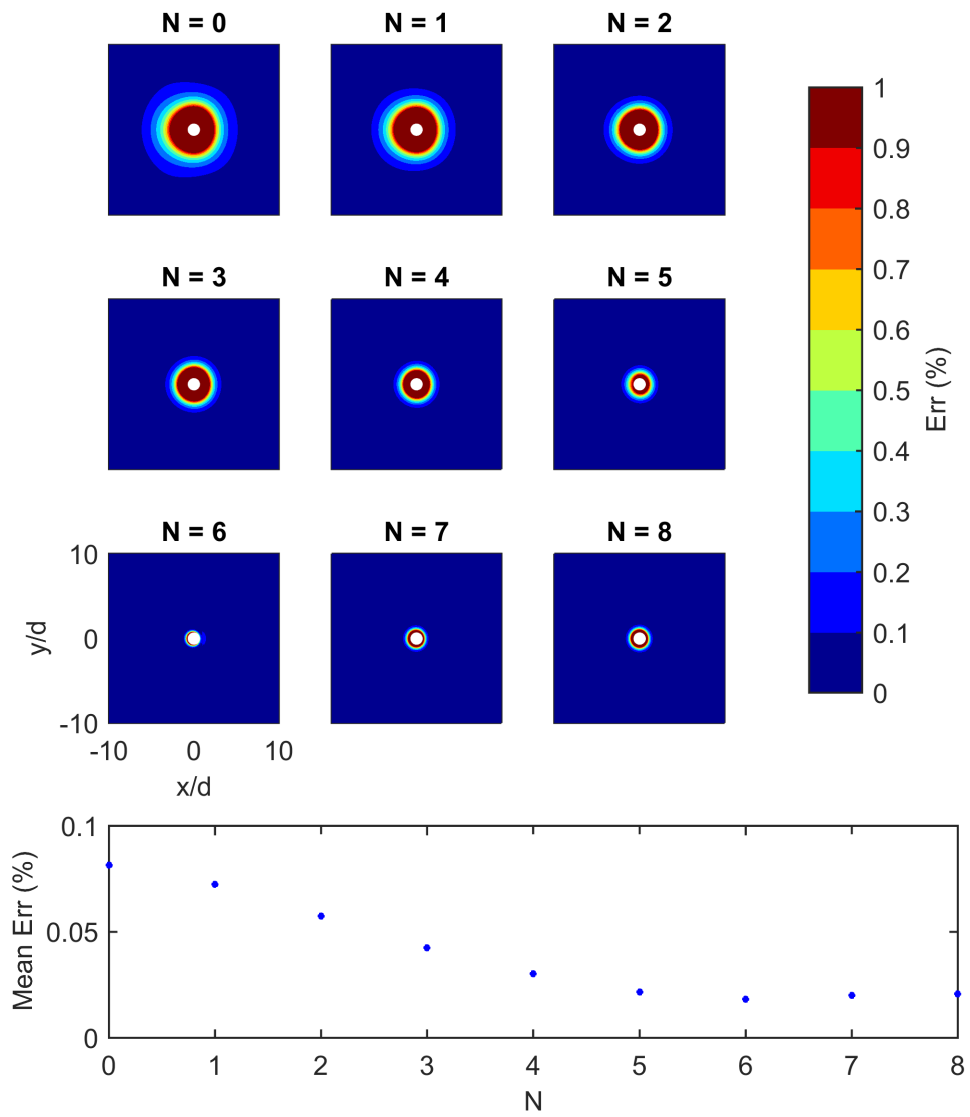 N = 0
N = 1
N = 2
N = 3
N = 4
N = 5
N = 6
N = 7
N = 8
10
0
-10
y/d
-10 0 10
x/d
1
0.9
0.8
0.7
0.6
0.5
0.4
0.3
0.2
0.1
0
Err (%)
0.1
0.05
0
Mean Err (%)
0 1 2 3 4 5 6 7 8
N